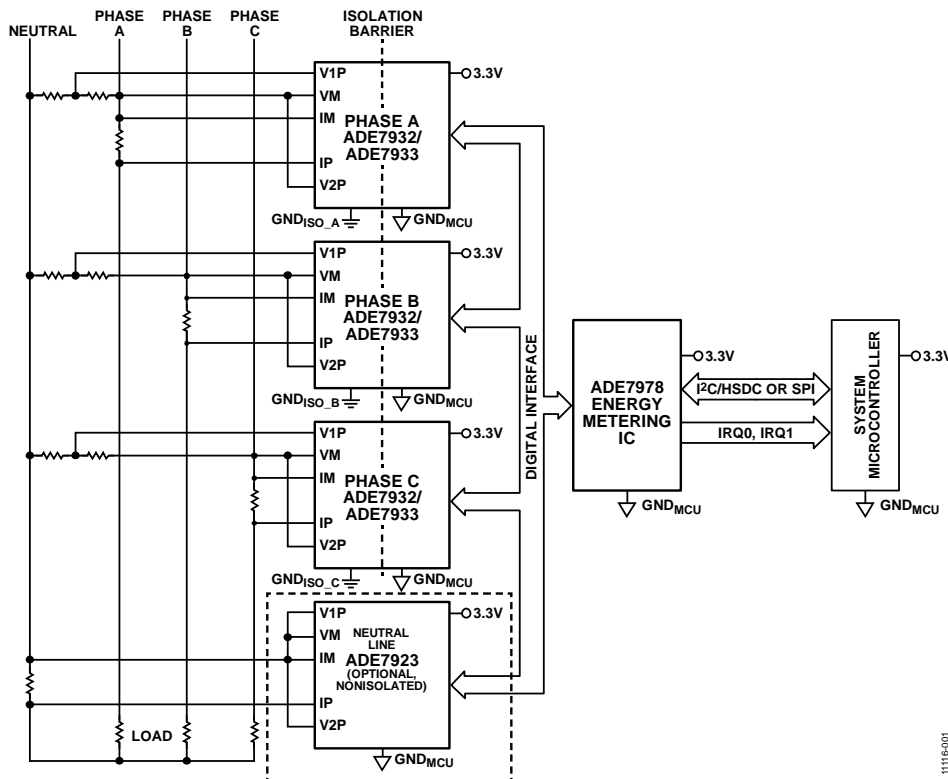 NEUTRAL
PHASE
A
PHASE
B
PHASE
C
ISOLATION
BARRIER
V1P
VM
IM
IP
V2P
PHASE A
ADE7932/
ADE7933
3.3V
GNDISO_A
GNDMCU
V1P
VM
IM
IP
V2P
PHASE B
ADE7932/
ADE7933
3.3V
GNDISO_B
GNDMCU
V1P
VM
IM
IP
V2P
PHASE C
ADE7932/
ADE7933
3.3V
GNDISO_C
GNDMCU
V1P
VM
IM
IP
V2P
NEUTRAL
LINE
ADE7923
(OPTIONAL,
NONISOLATED)
3.3V
GNDMCU
LOAD
DIGITAL INTERFACE
ADE7978
ENERGY
METERING
IC
3.3V
GNDMCU
I2C/HSDC OR SPI
IRQ0, IRQ1
SYSTEM
MICROCONTROLLER
3.3V
GNDMCU
11116-001